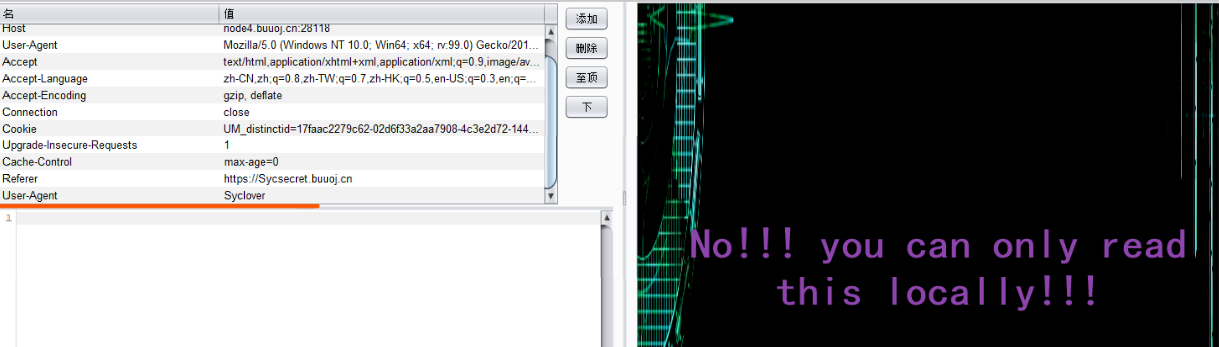 名 值
Host node4.buuoj.cn:28118
User-Agent Mozilla/5.0 (Windows NT 10.0; Win64; x64; rv:99.0) Gecko/201...
Accept text/html,application/xhtml+xml,application/xml;q=0.9,image/av...
Accept-Language zh-CN,zh;q=0.8,zh-TW;q=0.7,zh-HK;q=0.5,en-US;q=0.3,en;q=...
Accept-Encoding gzip, deflate
Connection close
Cookie UM_distinctid=17faac2279c62-02d6f33a2aa7908-4c3e2d72-144...
Upgrade-Insecure-Requests 1
Cache-Control max-age=0
Referer https://Sycsecret.buuoj.cn
User-Agent Syclover
添加
删除
至顶
下
1
No!!! you can only read
this locally!!!